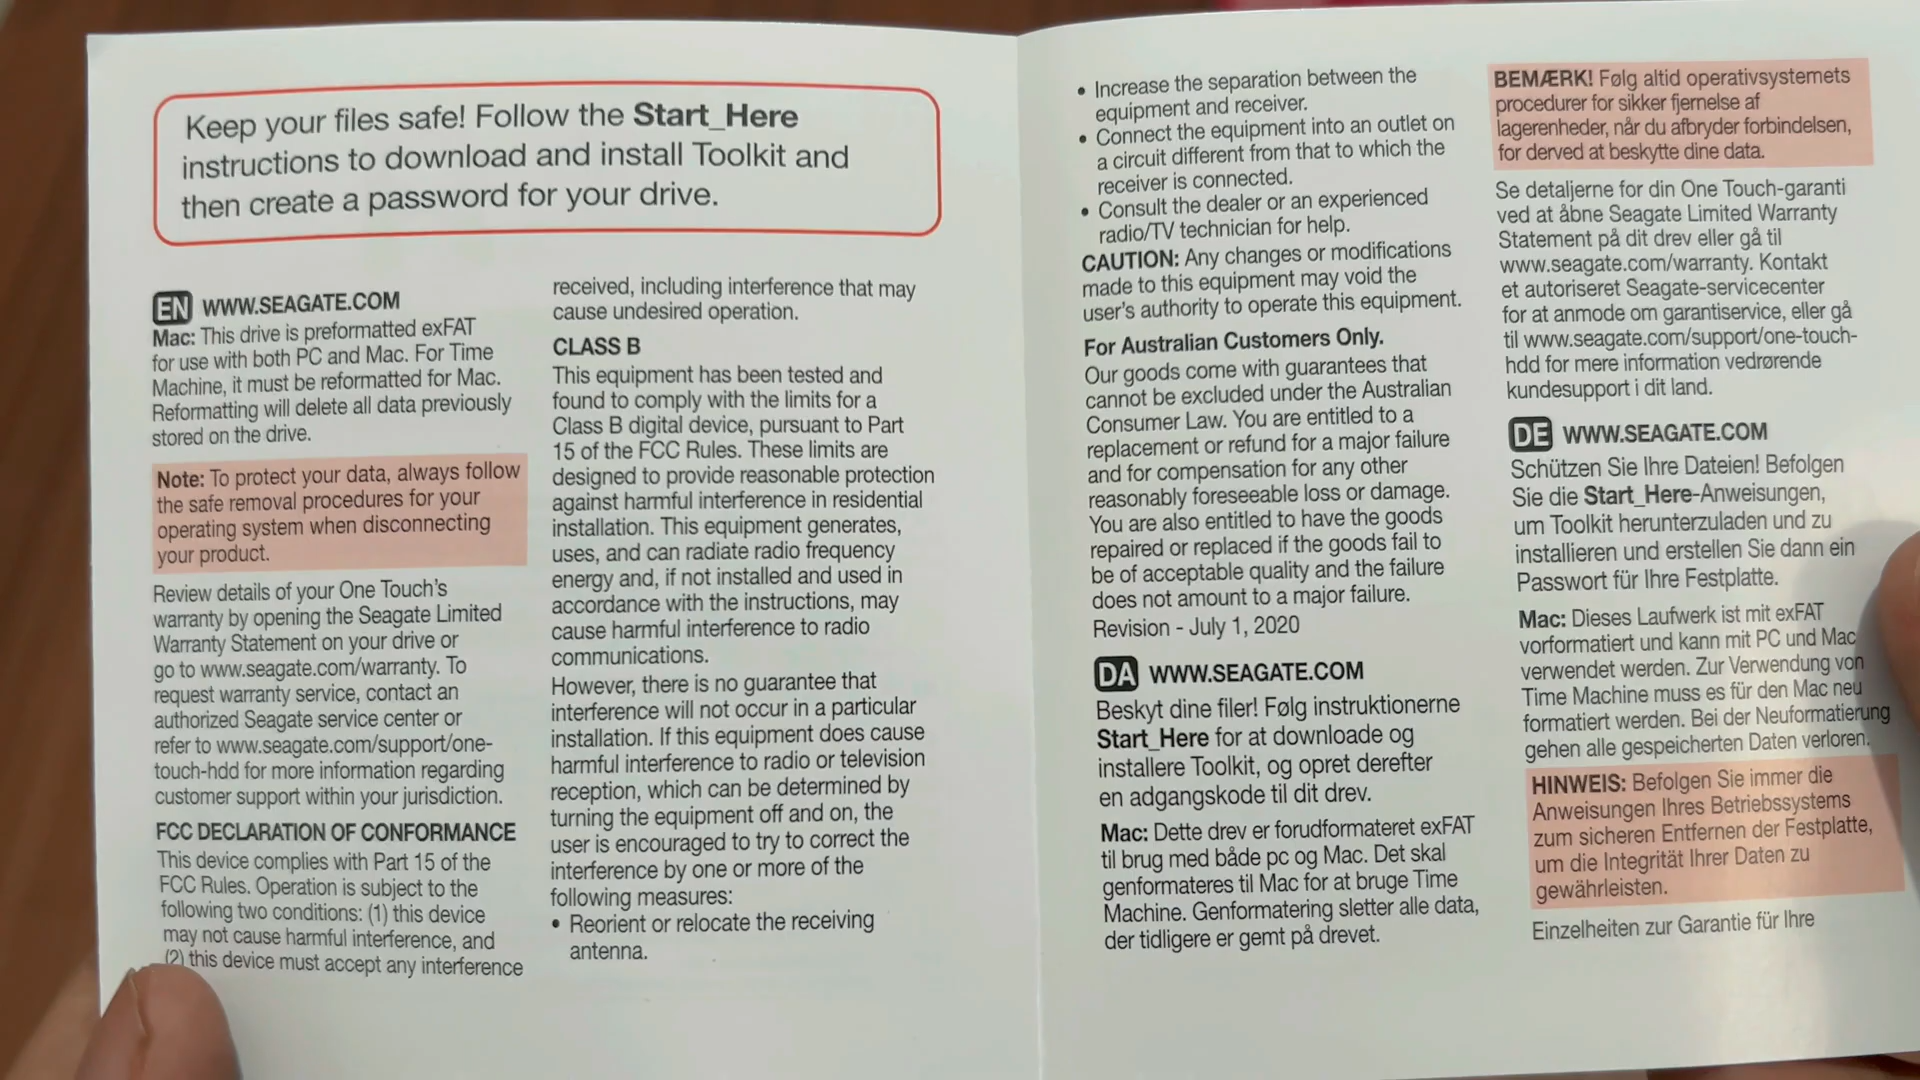 Keep your files safe! Follow the Start_Here
instructions to download and install Toolkit and
then create a password for your drive.
EN WWW.SEAGATE.COM
Mac: This drive is preformatted exFAT
for use with both PC and Mac. For Time
Machine, it must be reformatted for Mac.
Reformatting will delete all data previously
stored on the drive.
Note: To protect your data, always follow
the safe removal procedures for your
operating system when disconnecting
your product.
Review details of your One Touch's
warranty by opening the Seagate Limited
Warranty Statement on your drive or
go to www.seagate.com/warranty. To
request warranty service, contact an
authorized Seagate service center or
refer to www.seagate.com/support/one-
touch-hdd for more information regarding
customer support within your jurisdiction.
FCC DECLARATION OF CONFORMANCE
This device complies with Part 15 of the
FCC Rules. Operation is subject to the
following two conditions: (1) this device
may not cause harmful interference, and
(2) this device must accept any interference
received, including interference that may
cause undesired operation.
CLASS B
This equipment has been tested and
found to comply with the limits for a
Class B digital device, pursuant to Part
15 of the FCC Rules. These limits are
designed to provide reasonable protection
against harmful interference in residential
installation. This equipment generates,
uses, and can radiate radio frequency
energy and, if not installed and used in
accordance with the instructions, may
cause harmful interference to radio
communications.
However, there is no guarantee that
interference will not occur in a particular
installation. If this equipment does cause
harmful interference to radio or television
reception, which can be determined by
turning the equipment off and on, the
user is encouraged to try to correct the
interference by one or more of the
following measures:
• Reorient or relocate the receiving
antenna.
• Increase the separation between the
equipment and receiver.
• Connect the equipment into an outlet on
a circuit different from that to which the
receiver is connected.
• Consult the dealer or an experienced
radio/TV technician for help.
CAUTION: Any changes or modifications
made to this equipment may void the
user's authority to operate this equipment.
For Australian Customers Only.
Our goods come with guarantees that
cannot be excluded under the Australian
Consumer Law. You are entitled to a
replacement or refund for a major failure
and for compensation for any other
reasonably foreseeable loss or damage.
You are also entitled to have the goods
repaired or replaced if the goods fail to
be of acceptable quality and the failure
does not amount to a major failure.
Revision - July 1, 2020
DA WWW.SEAGATE.COM
Beskyt dine filer! Følg instruktionerne
Start_Here for at downloade og
installere Toolkit, og opret derefter
en adgangskode til dit drev.
Mac: Dette drev er forudformateret exFAT
til brug med både pc og Mac. Det skal
genformateres til Mac for at bruge Time
Machine. Genformatering sletter alle data,
der tidligere er gemt på drevet.
BEMÆRK! Følg altid operativsystemets
procedurer for sikker fjernelse af
lagerenheder, når du afbryder forbindelsen,
for derved at beskytte dine data.
Se detaljerne for din One Touch-garanti
ved at åbne Seagate Limited Warranty
Statement på dit drev eller gå til
www.seagate.com/warranty. Kontakt
et autoriseret Seagate-servicecenter
for at anmode om garantiservice, eller gå
til www.seagate.com/support/one-touch-
hdd for mere information vedrørende
kundesupport i dit land.
DE WWW.SEAGATE.COM
Schützen Sie Ihre Dateien! Befolgen
Sie die Start_Here-Anweisungen,
um Toolkit herunterzuladen und zu
installieren und erstellen Sie dann ein
Passwort für Ihre Festplatte.
Mac: Dieses Laufwerk ist mit exFAT
vorformatiert und kann mit PC und Mac
verwendet werden. Zur Verwendung von
Time Machine muss es für den Mac neu
formatiert werden. Bei der Neuformatierung
gehen alle gespeicherten Daten verloren.
HINWEIS: Befolgen Sie immer die
Anweisungen Ihres Betriebssystems
zum sicheren Entfernen der Festplatte,
um die Integrität Ihrer Daten zu
gewährleisten.
Einzelheiten zur Garantie für Ihre